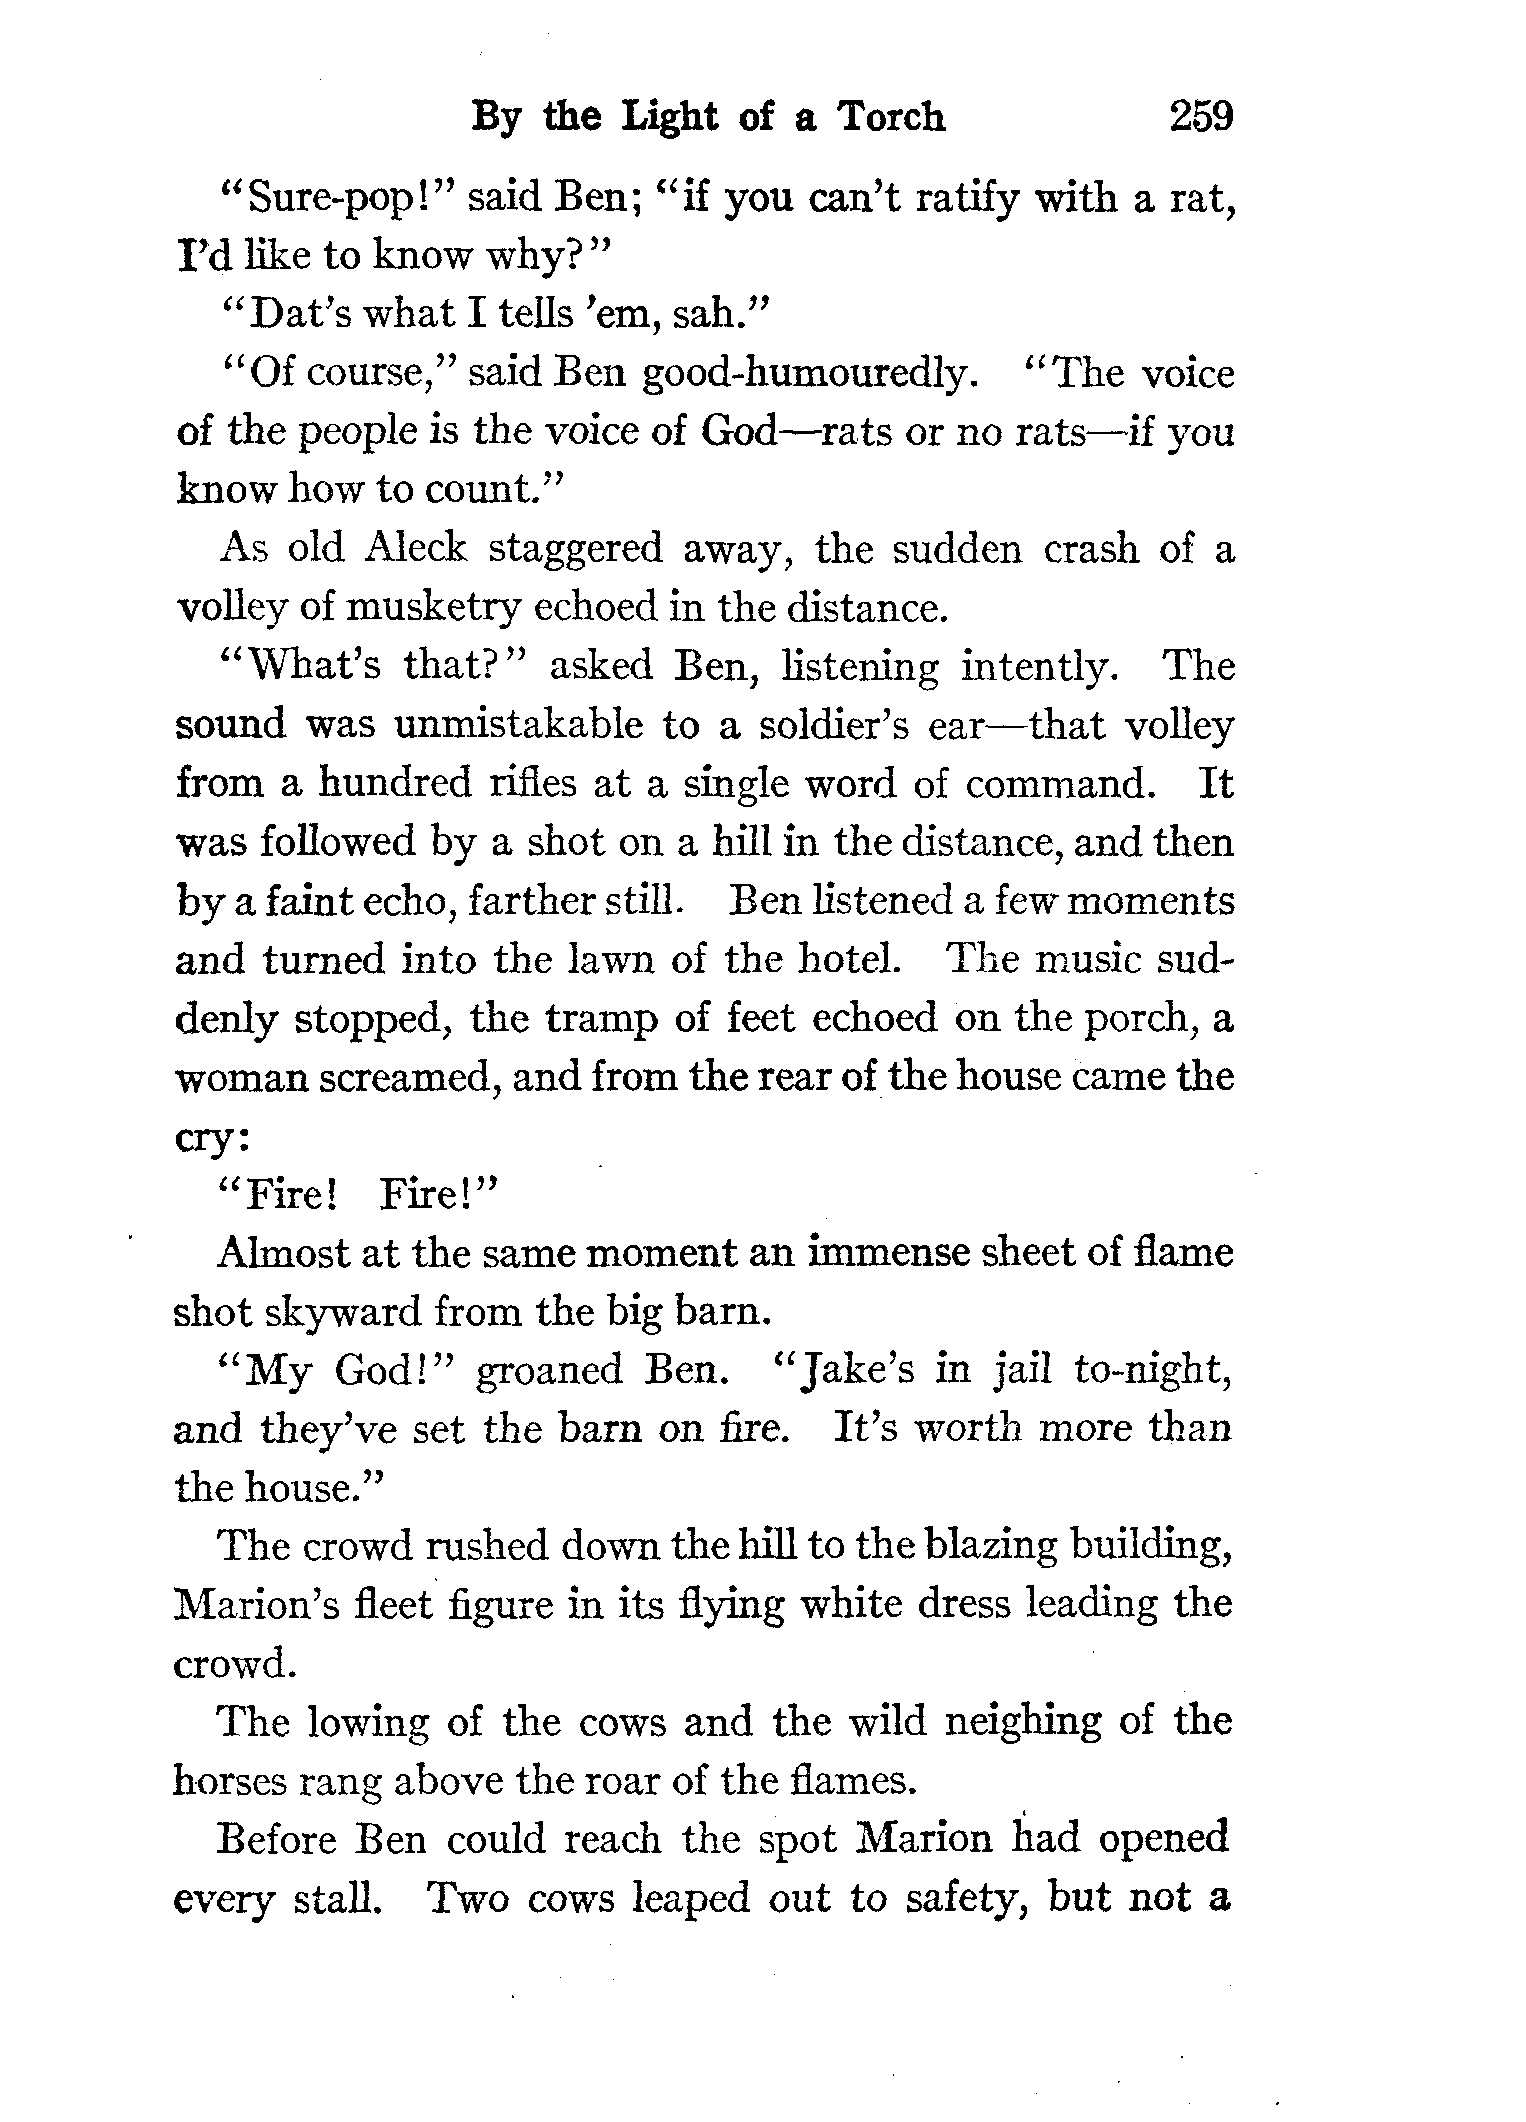 By the Light of a Torch 259
“Sure-pop!” said Ben; “if you can’t ratify with a rat,
I’d like to know why?”
“Dat’s what I tells ’em, sah.”
“Of course,” said Ben good-humouredly. “The voice
of the people is the voice of God—rats or no rats—if you
know how to count.”
As old Aleck staggered away, the sudden crash of a
volley of musketry echoed in the distance.
“What’s that?” asked Ben, listening intently. The
sound was unmistakable to a soldier’s ear—that volley
from a hundred rifles at a single word of command. It
was followed by a shot on a hill in the distance, and then
by a faint echo, farther still. Ben listened a few moments
and turned into the lawn of the hotel. The music sud-
denly stopped, the tramp of feet echoed on the porch, a
woman screamed, and from the rear of the house came the
cry:
“Fire! Fire!”
Almost at the same moment an immense sheet of flame
shot skyward from the big barn.
“My God!” groaned Ben. “Jake’s in jail to-night,
and they’ve set the barn on fire. It’s worth more than
the house.”
The crowd rushed down the hill to the blazing building,
Marion’s fleet figure in its flying white dress leading the
crowd.
The lowing of the cows and the wild neighing of the
horses rang above the roar of the flames.
Before Ben could reach the spot Marion had opened
every stall. Two cows leaped out to safety, but not a